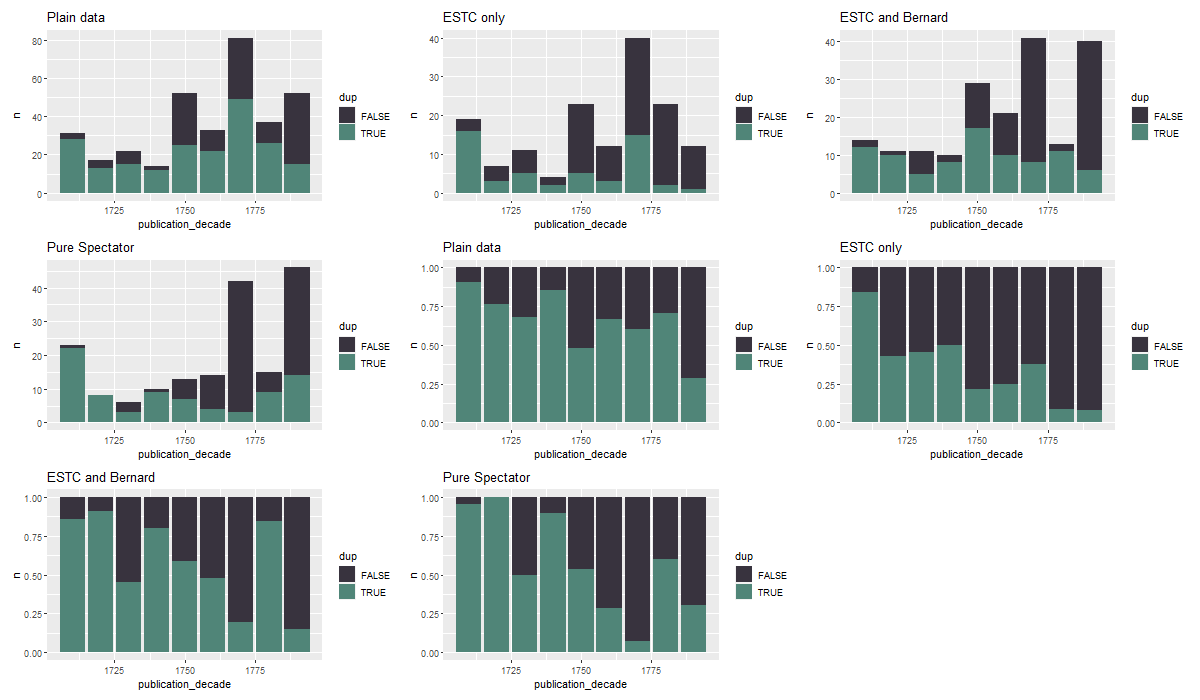 Plain data
80
60
40
20
0
n
1725 1750 1775
publication_decade
dup
FALSE
TRUE
ESTC only
40
30
20
10
0
n
1725 1750 1775
publication_decade
dup
FALSE
TRUE
ESTC and Bernard
40
30
20
10
0
n
1725 1750 1775
publication_decade
dup
FALSE
TRUE
Pure Spectator
40
30
20
10
0
n
1725 1750 1775
publication_decade
dup
FALSE
TRUE
Plain data
1.00
0.75
0.50
0.25
0.00
n
1725 1750 1775
publication_decade
dup
FALSE
TRUE
ESTC only
1.00
0.75
0.50
0.25
0.00
n
1725 1750 1775
publication_decade
dup
FALSE
TRUE
ESTC and Bernard
1.00
0.75
0.50
0.25
0.00
n
1725 1750 1775
publication_decade
dup
FALSE
TRUE
Pure Spectator
1.00
0.75
0.50
0.25
0.00
n
1725 1750 1775
publication_decade
dup
FALSE
TRUE